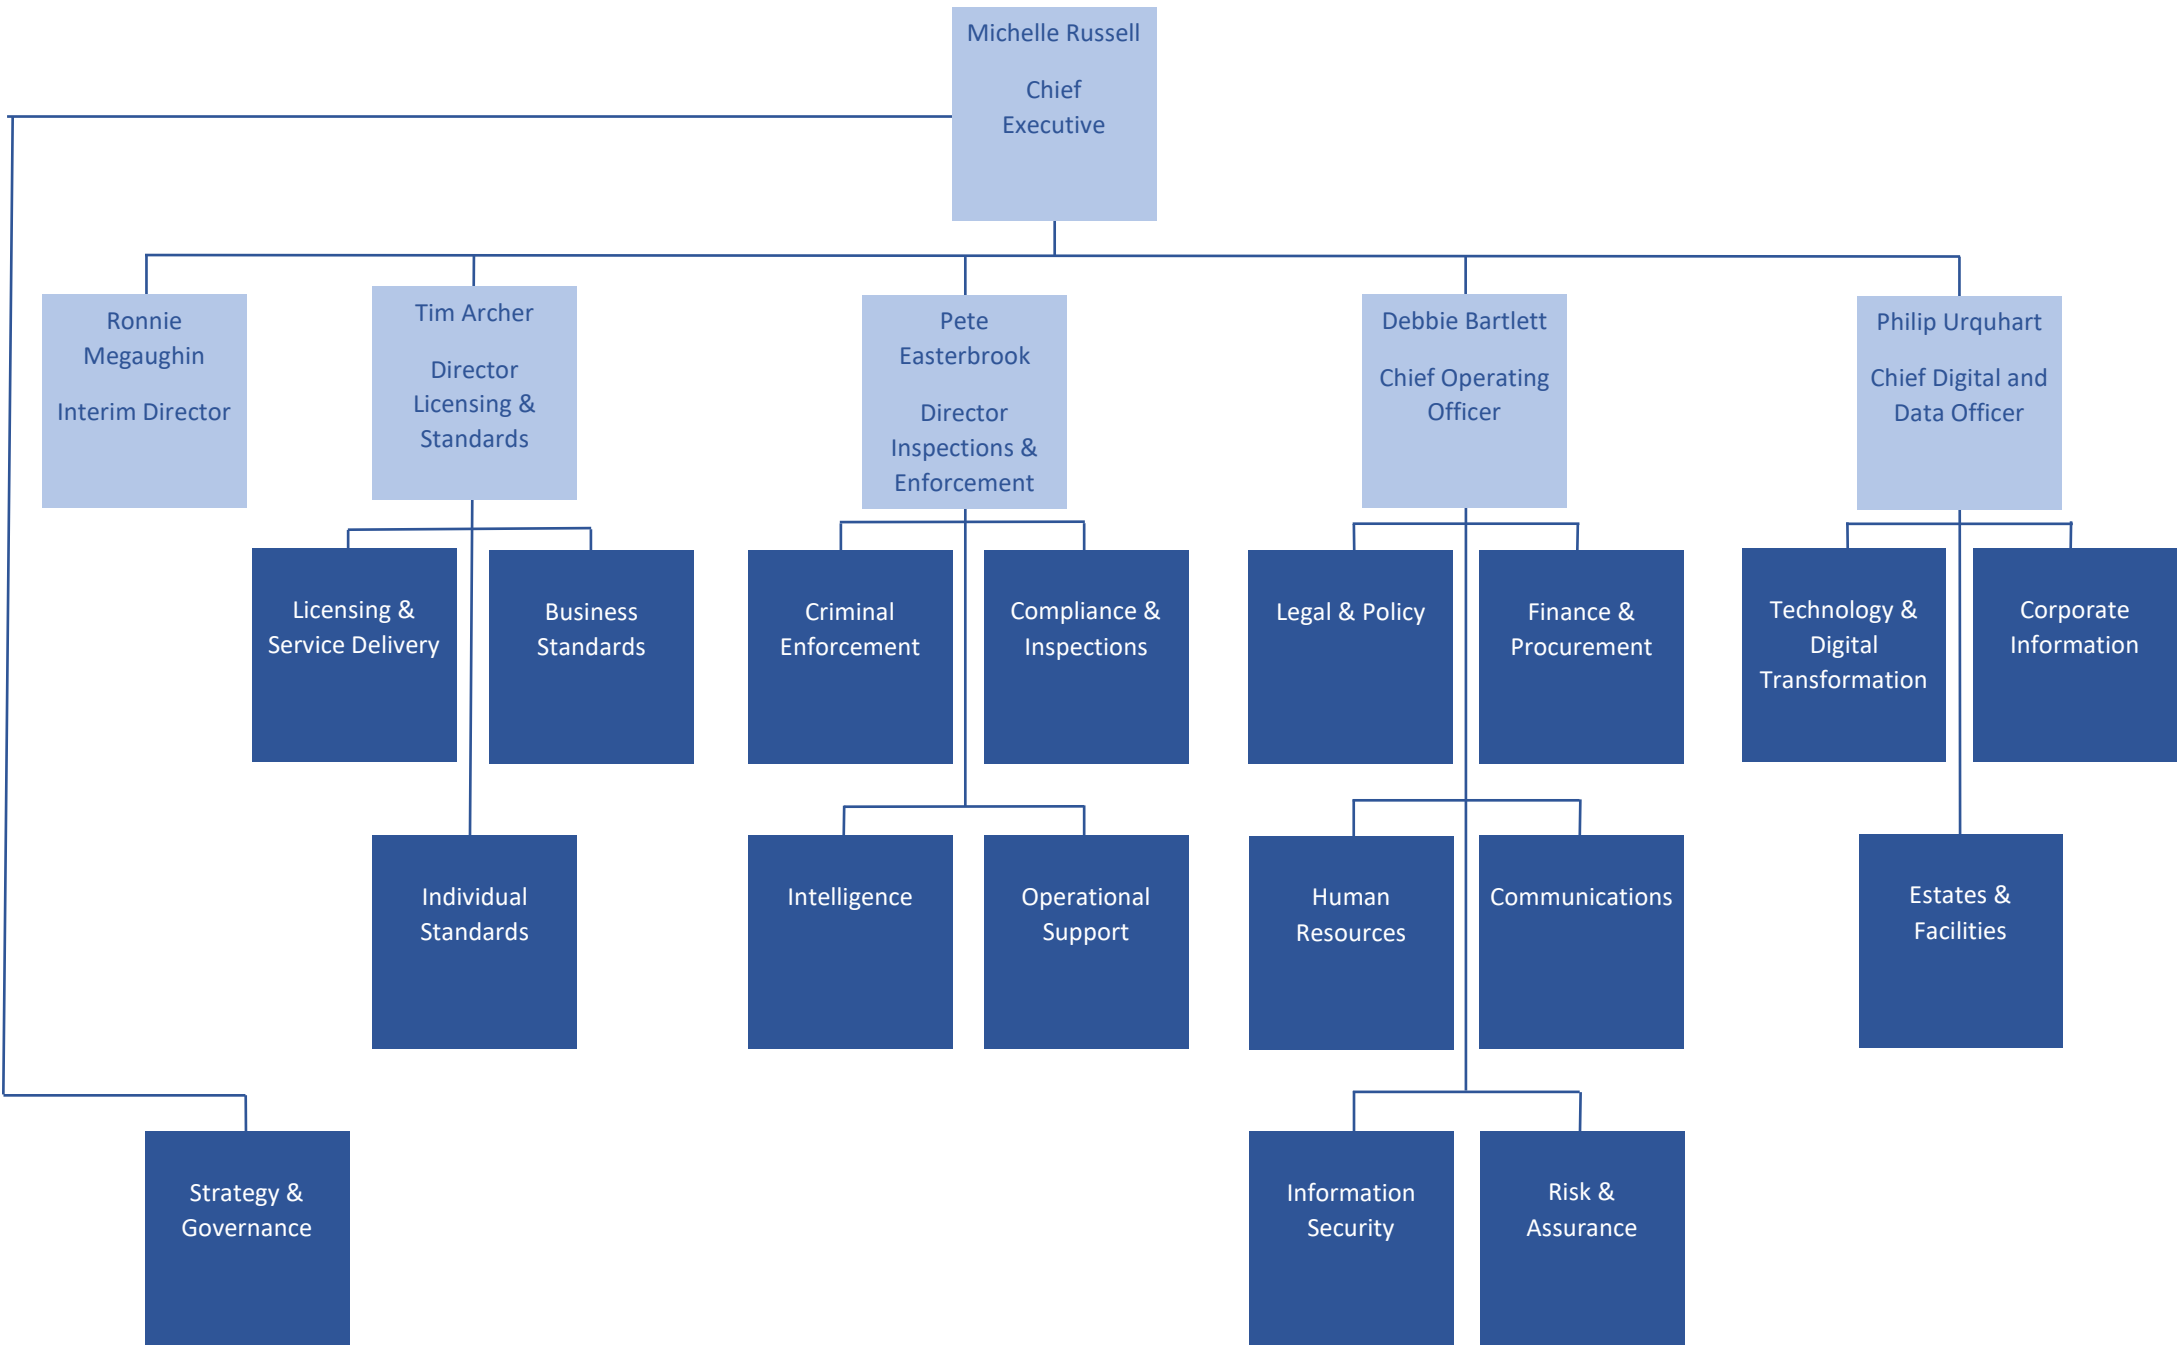 Michelle Russell
Chief
Executive
Ronnie
Megaughin
Interim Director
Tim Archer
Director
Licensing &
Standards
Pete
Easterbrook
Director
Inspections &
Enforcement
Debbie Bartlett
Chief Operating
Officer
Philip Urquhart
Chief Digital and
Data Officer
Licensing &
Service Delivery
Business
Standards
Criminal
Enforcement
Compliance &
Inspections
Legal & Policy
Finance &
Procurement
Technology &
Digital
Transformation
Corporate
Information
Individual
Standards
Intelligence
Operational
Support
Human
Resources
Communications
Estates &
Facilities
Strategy &
Governance
Information
Security
Risk &
Assurance